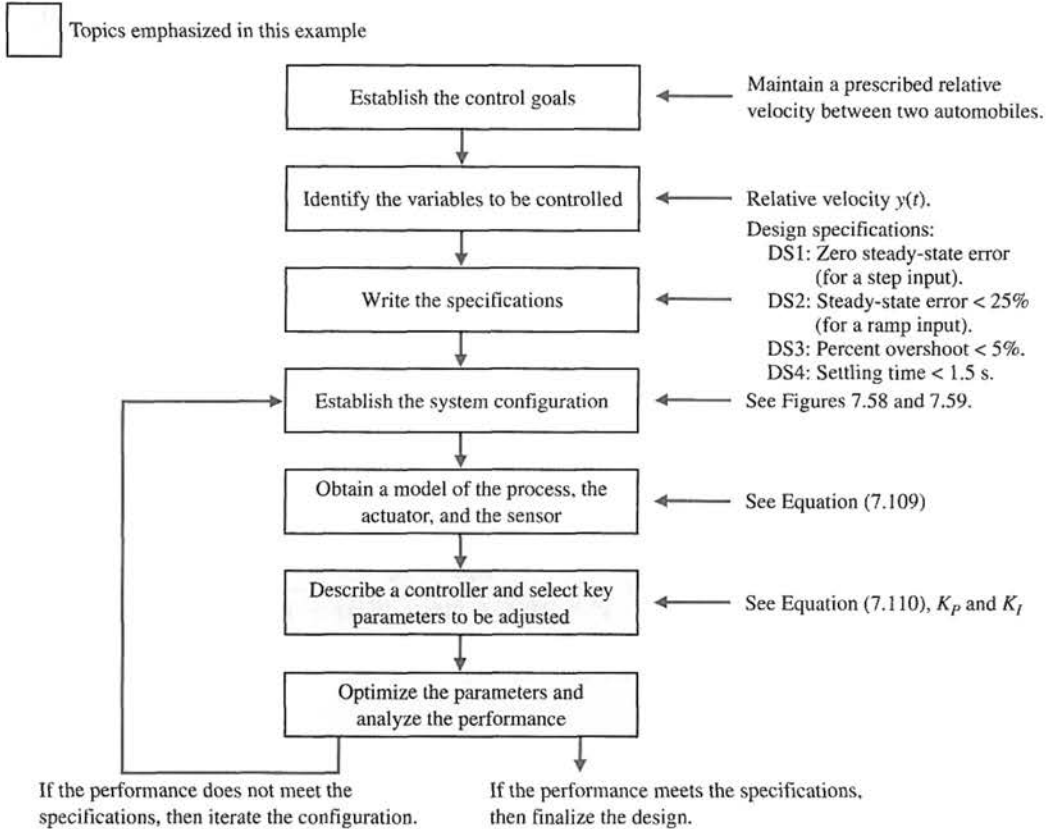 Topics emphasized in this example
Establish the control goals
Maintain a prescribed relative
velocity between two automobiles.
Identify the variables to be controlled
Relative velocity y(t).
Write the specifications
Design specifications:
DS1: Zero steady-state error
(for a step input).
DS2: Steady-state error < 25%
(for a ramp input).
DS3: Percent overshoot < 5%.
DS4: Settling time < 1.5 s.
Establish the system configuration
See Figures 7.58 and 7.59.
Obtain a model of the process, the
actuator, and the sensor
See Equation (7.109)
Describe a controller and select key
parameters to be adjusted
See Equation (7.110), K_P and K_I
Optimize the parameters and
analyze the performance
If the performance does not meet the
specifications, then iterate the configuration.
If the performance meets the specifications,
then finalize the design.